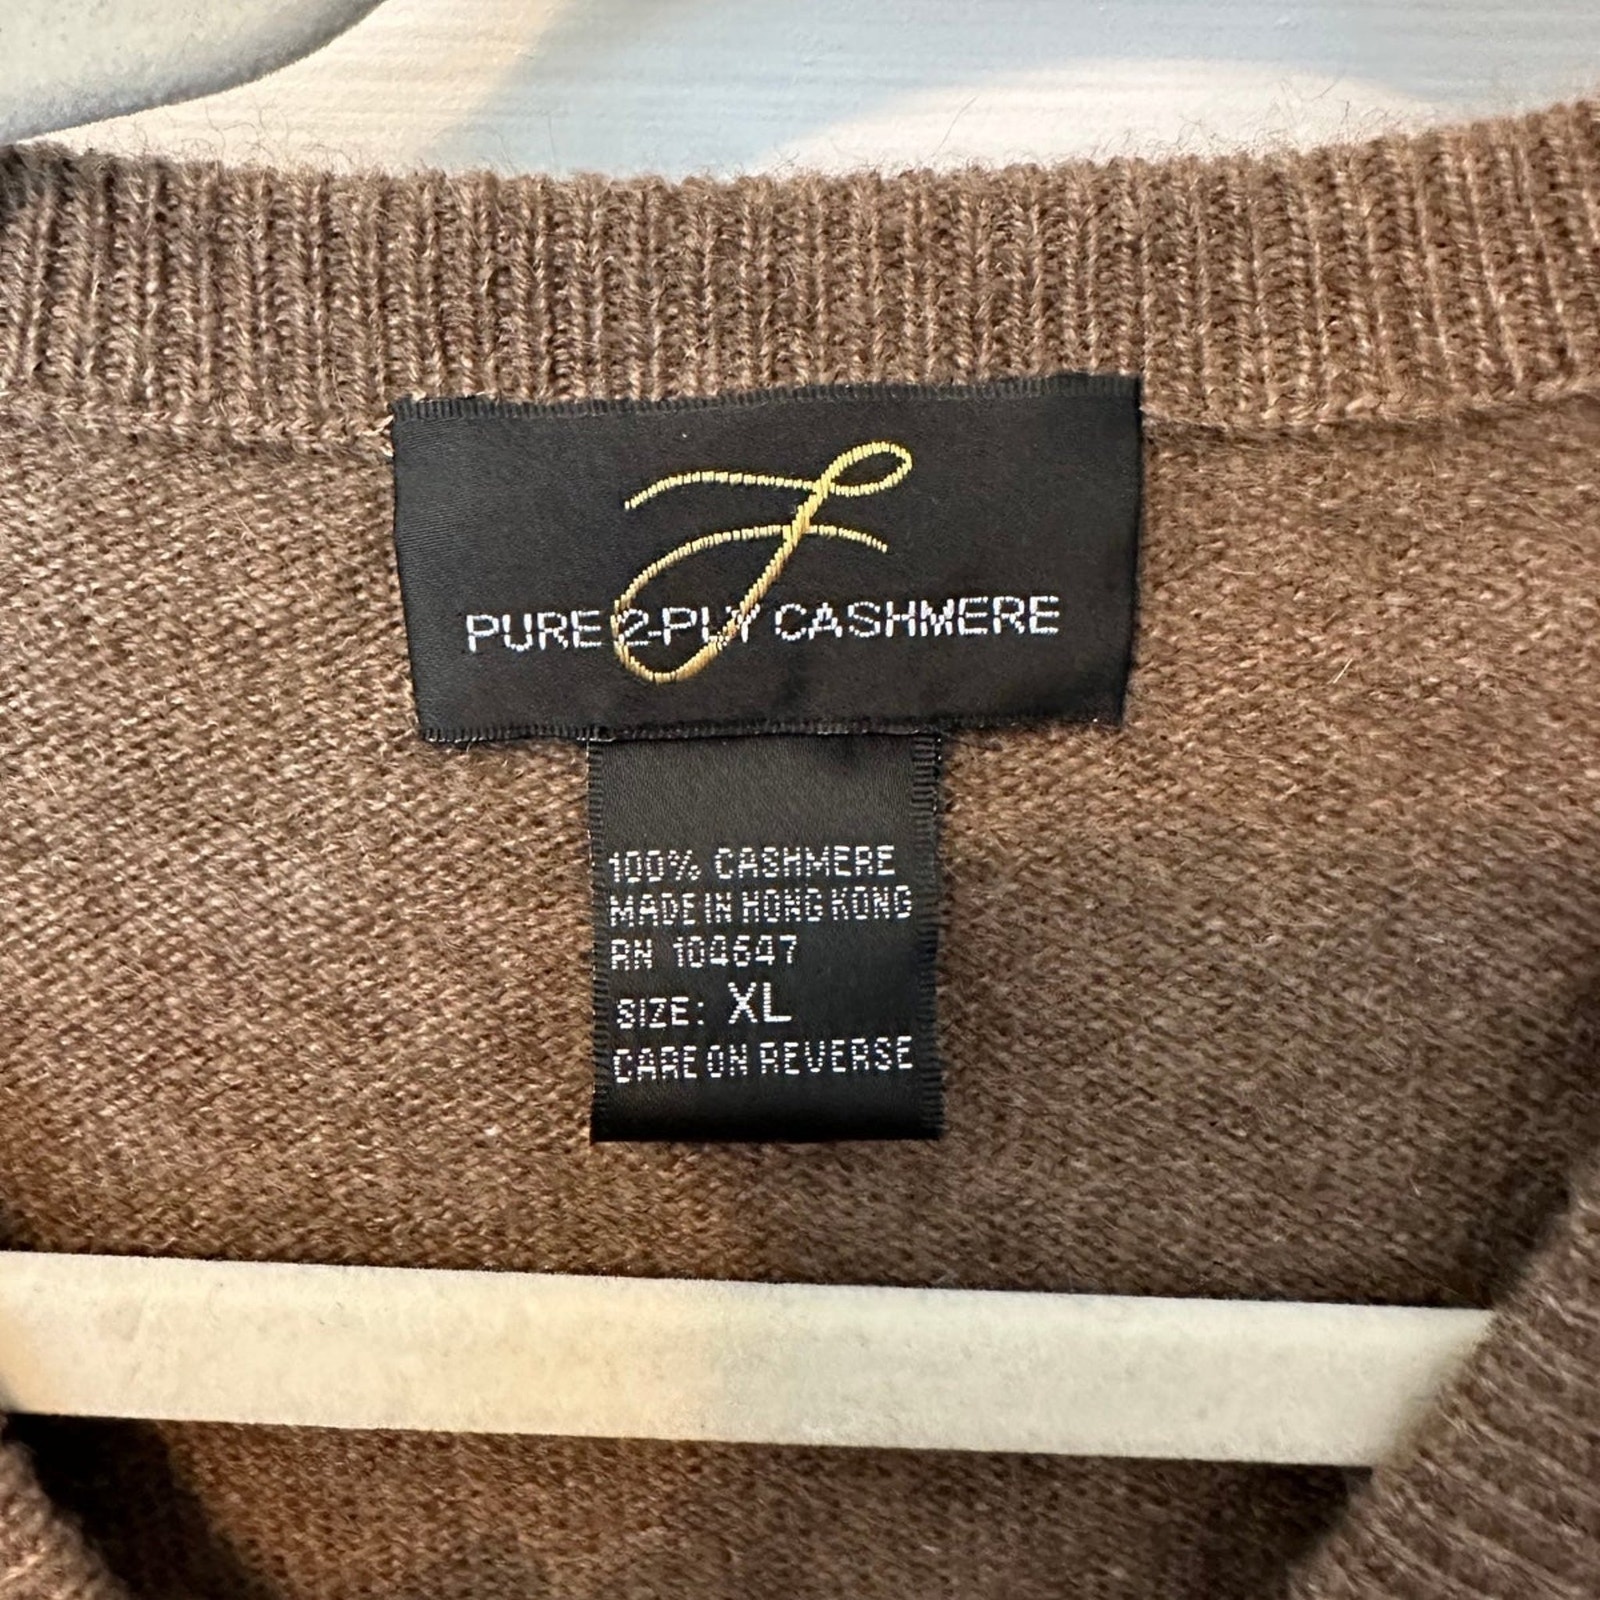 F
PURE 2-PLY CASHMERE
100% CASHMERE
MADE IN HONG KONG
RN 104647
SIZE: XL
CARE ON REVERSE